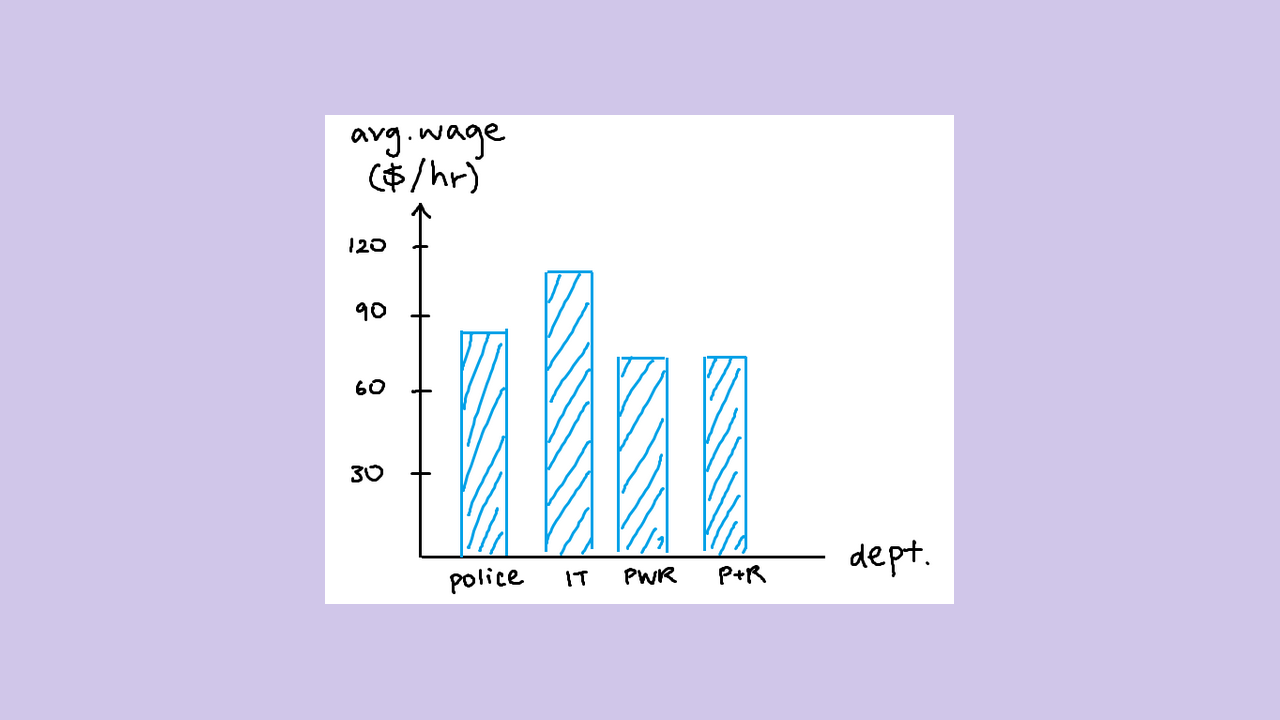 avg. wage
($/hr)
120
90
60
30
police IT PWR P+R
dept.